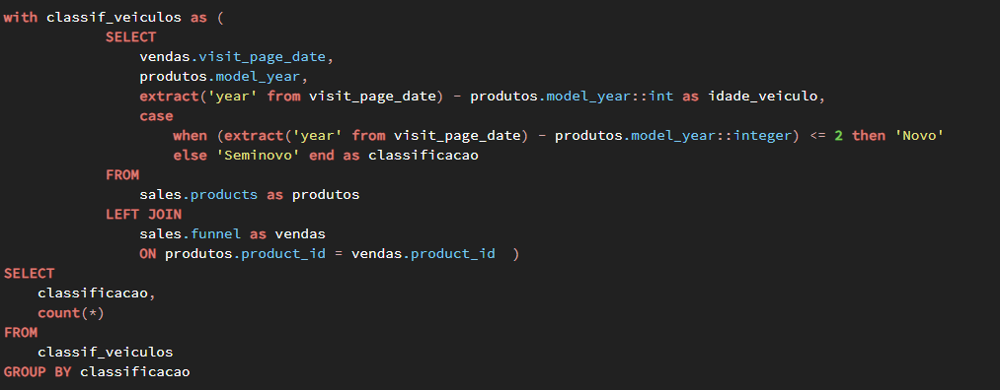 with classif_veiculos as (
SELECT
vendas.visit_page_date,
produtos.model_year,
extract('year' from visit_page_date) - produtos.model_year::int as idade_veiculo,
case
when (extract('year' from visit_page_date) - produtos.model_year::integer) <= 2 then 'Novo'
else 'Seminovo' end as classificacao
FROM
sales.products as produtos
LEFT JOIN
sales.funnel as vendas
ON produtos.product_id = vendas.product_id  )
SELECT
classificacao,
count(*)
FROM
classif_veiculos
GROUP BY classificacao